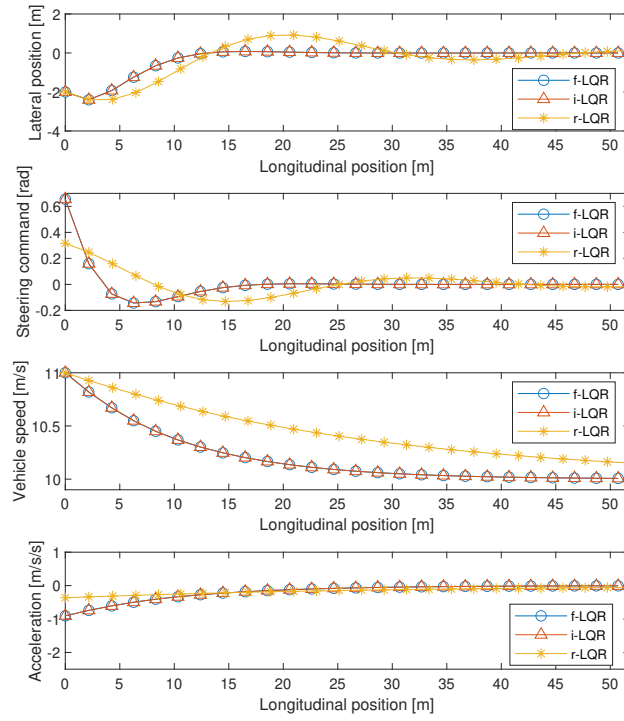 Lateral position [m]
4
2
0
-2
-4
f-LQR
i-LQR
r-LQR
0 5 10 15 20 25 30 35 40 45 50
Longitudinal position [m]
Steering command [rad]
0.6
0.4
0.2
0
-0.2
f-LQR
i-LQR
r-LQR
0 5 10 15 20 25 30 35 40 45 50
Longitudinal position [m]
Vehicle speed [m/s]
11
10.5
10
f-LQR
i-LQR
r-LQR
0 5 10 15 20 25 30 35 40 45 50
Longitudinal position [m]
Acceleration [m/s/s]
1
0
-1
-2
f-LQR
i-LQR
r-LQR
0 5 10 15 20 25 30 35 40 45 50
Longitudinal position [m]